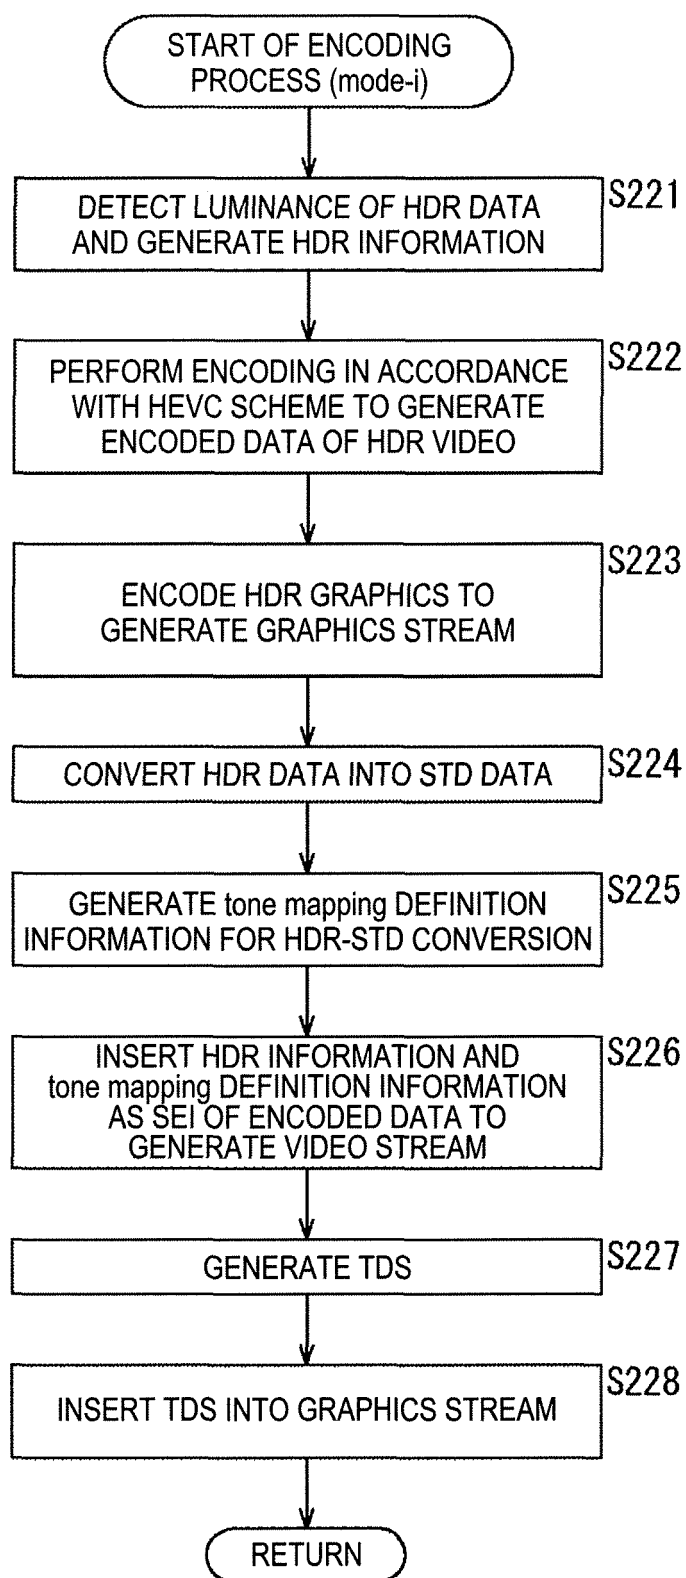 START OF ENCODING
PROCESS (mode-i)
S221
DETECT LUMINANCE OF HDR DATA
AND GENERATE HDR INFORMATION
S222
PERFORM ENCODING IN ACCORDANCE
WITH HEVC SCHEME TO GENERATE
ENCODED DATA OF HDR VIDEO
S223
ENCODE HDR GRAPHICS TO
GENERATE GRAPHICS STREAM
S224
CONVERT HDR DATA INTO STD DATA
S225
GENERATE tone mapping DEFINITION
INFORMATION FOR HDR-STD CONVERSION
S226
INSERT HDR INFORMATION AND
tone mapping DEFINITION INFORMATION
AS SEI OF ENCODED DATA TO
GENERATE VIDEO STREAM
S227
GENERATE TDS
S228
INSERT TDS INTO GRAPHICS STREAM
RETURN